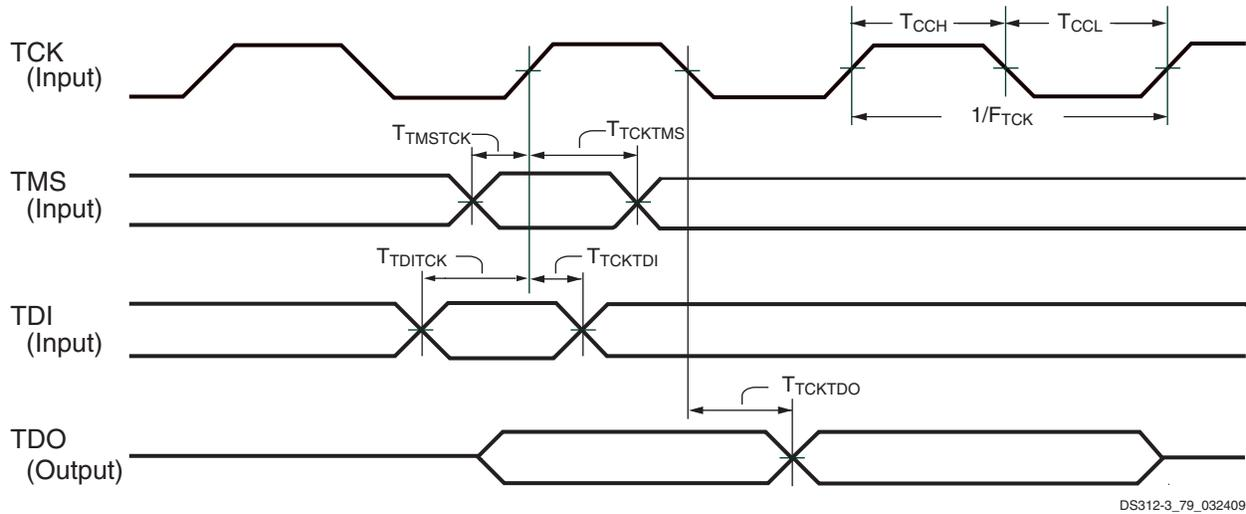 TCCH
TCCL
TCK
(Input)
1/FTCK
TTMSTCK
TTCKTMS
TMS
(Input)
TTDITCK
TTCKTDI
TDI
(Input)
TTCKTDO
TDO
(Output)
DS312-3_79_032409